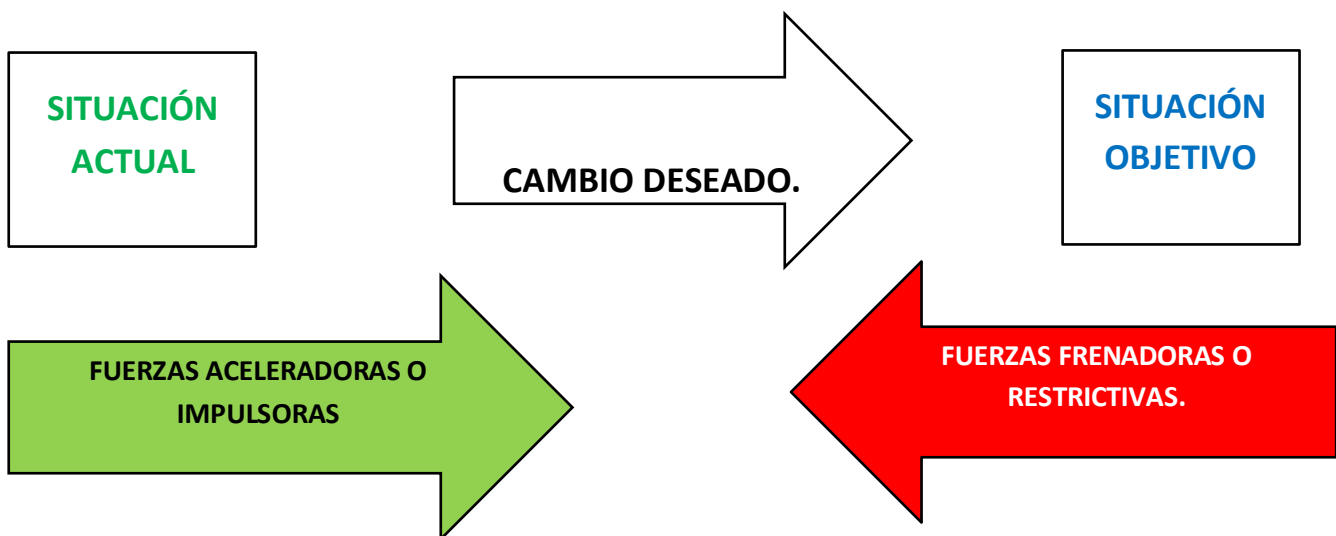 SITUACIÓN
ACTUAL
CAMBIO DESEADO.
SITUACIÓN
OBJETIVO
FUERZAS ACELERADORAS O
IMPULSORAS
FUERZAS FRENADORAS O
RESTRICTIVAS.